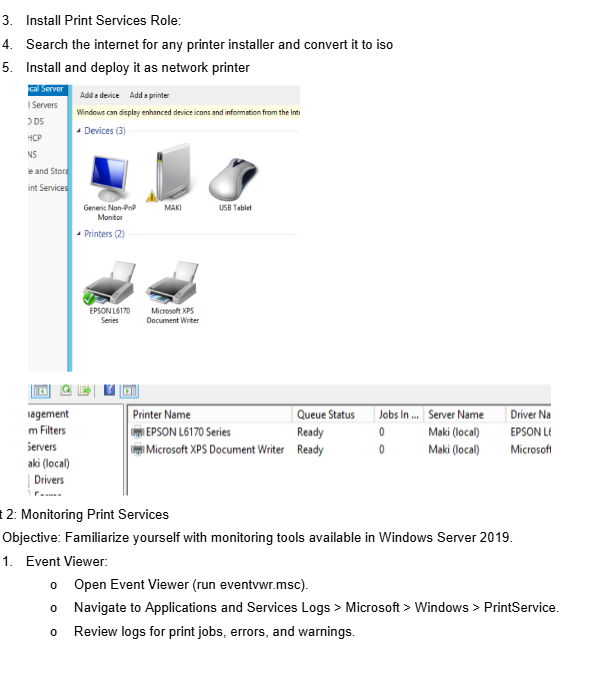 3. Install Print Services Role:
4. Search the internet for any printer installer and convert it to iso
5. Install and deploy it as network printer
cal Server
Add a device Add a printer
l Servers
Windows can display enhanced device icons and information from the Int
D DS
Devices (3)
HCP
NS
le and Stora
int Services
Generic Non-PnP Monitor
MAKI
USB Tablet
Printers (2)
EPSON L6170 Series
Microsoft XPS Document Writer
nagement
Printer Name Queue Status Jobs In ... Server Name Driver Na
m Filters
EPSON L6170 Series Ready 0 Maki (local) EPSON L6
Servers
Microsoft XPS Document Writer Ready 0 Maki (local) Microsoft
aki (local)
Drivers
t 2: Monitoring Print Services
Objective: Familiarize yourself with monitoring tools available in Windows Server 2019.
1. Event Viewer:
o Open Event Viewer (run eventvwr.msc).
o Navigate to Applications and Services Logs > Microsoft > Windows > PrintService.
o Review logs for print jobs, errors, and warnings.